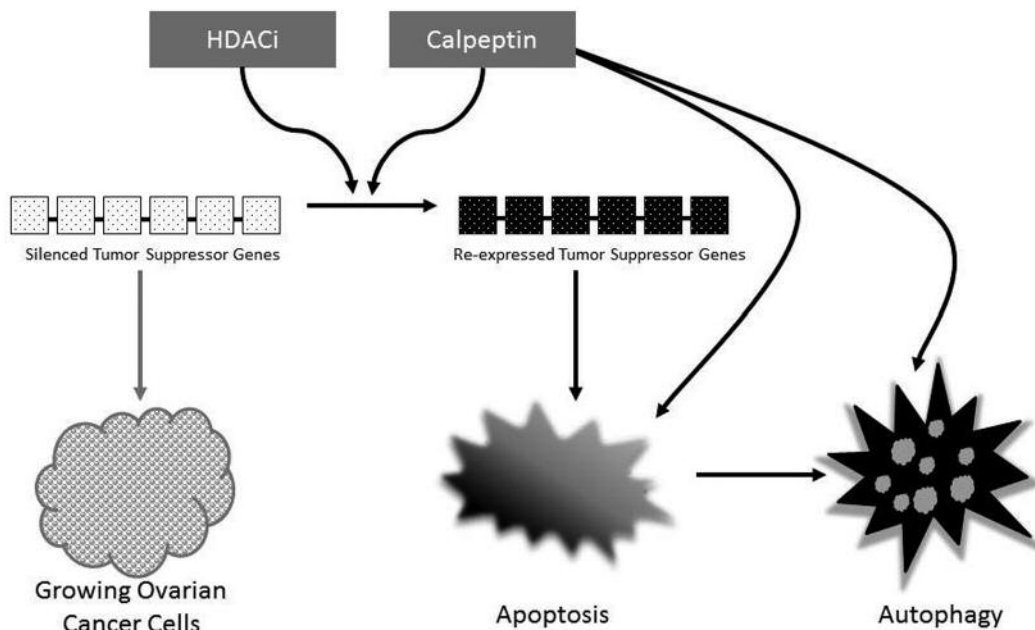 HDACi
Calpeptin
Silenced Tumor Suppressor Genes
Re-expressed Tumor Suppressor Genes
Growing Ovarian
Cancer Cells
Apoptosis
Autophagy